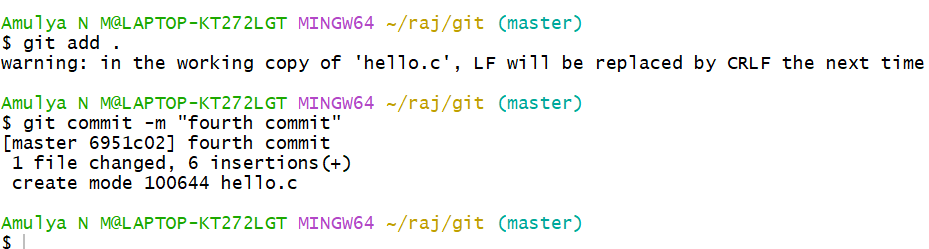 Amulya N M@LAPTOP-KT272LGT MINGW64 ~/raj/git (master)
$ git add .
warning: in the working copy of 'hello.c', LF will be replaced by CRLF the next time
Amulya N M@LAPTOP-KT272LGT MINGW64 ~/raj/git (master)
$ git commit -m "fourth commit"
[master 6951c02] fourth commit
 1 file changed, 6 insertions(+)
 create mode 100644 hello.c
Amulya N M@LAPTOP-KT272LGT MINGW64 ~/raj/git (master)
$